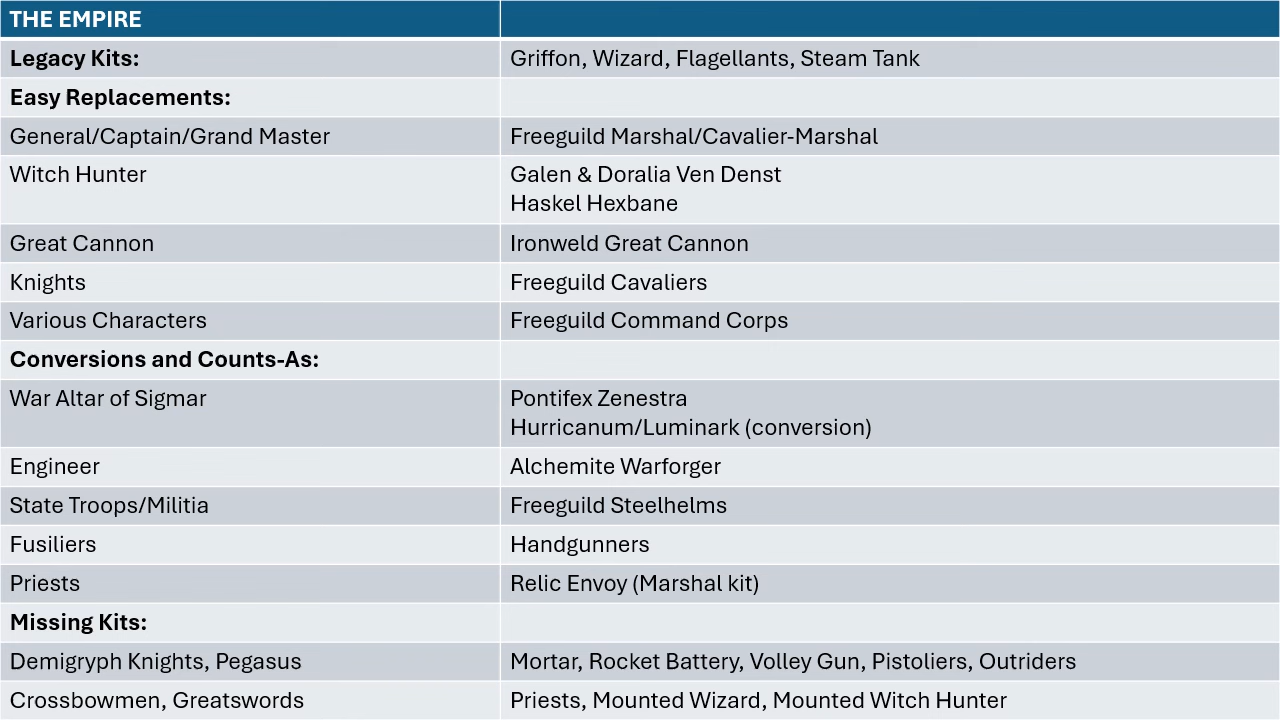 THE EMPIRE
Legacy Kits: Griffon, Wizard, Flagellants, Steam Tank
Easy Replacements:
General/Captain/Grand Master Freeguild Marshal/Cavalier-Marshal
Witch Hunter Galen & Doralia Ven Denst
Haskel Hexbane
Great Cannon Ironweld Great Cannon
Knights Freeguild Cavaliers
Various Characters Freeguild Command Corps
Conversions and Counts-As:
War Altar of Sigmar Pontifex Zenestra
Hurricanum/Luminark (conversion)
Engineer Alchemite Warforger
State Troops/Militia Freeguild Steelhelms
Fusiliers Handgunners
Priests Relic Envoy (Marshal kit)
Missing Kits:
Demigryph Knights, Pegasus Mortar, Rocket Battery, Volley Gun, Pistoliers, Outriders
Crossbowmen, Greatswords Priests, Mounted Wizard, Mounted Witch Hunter